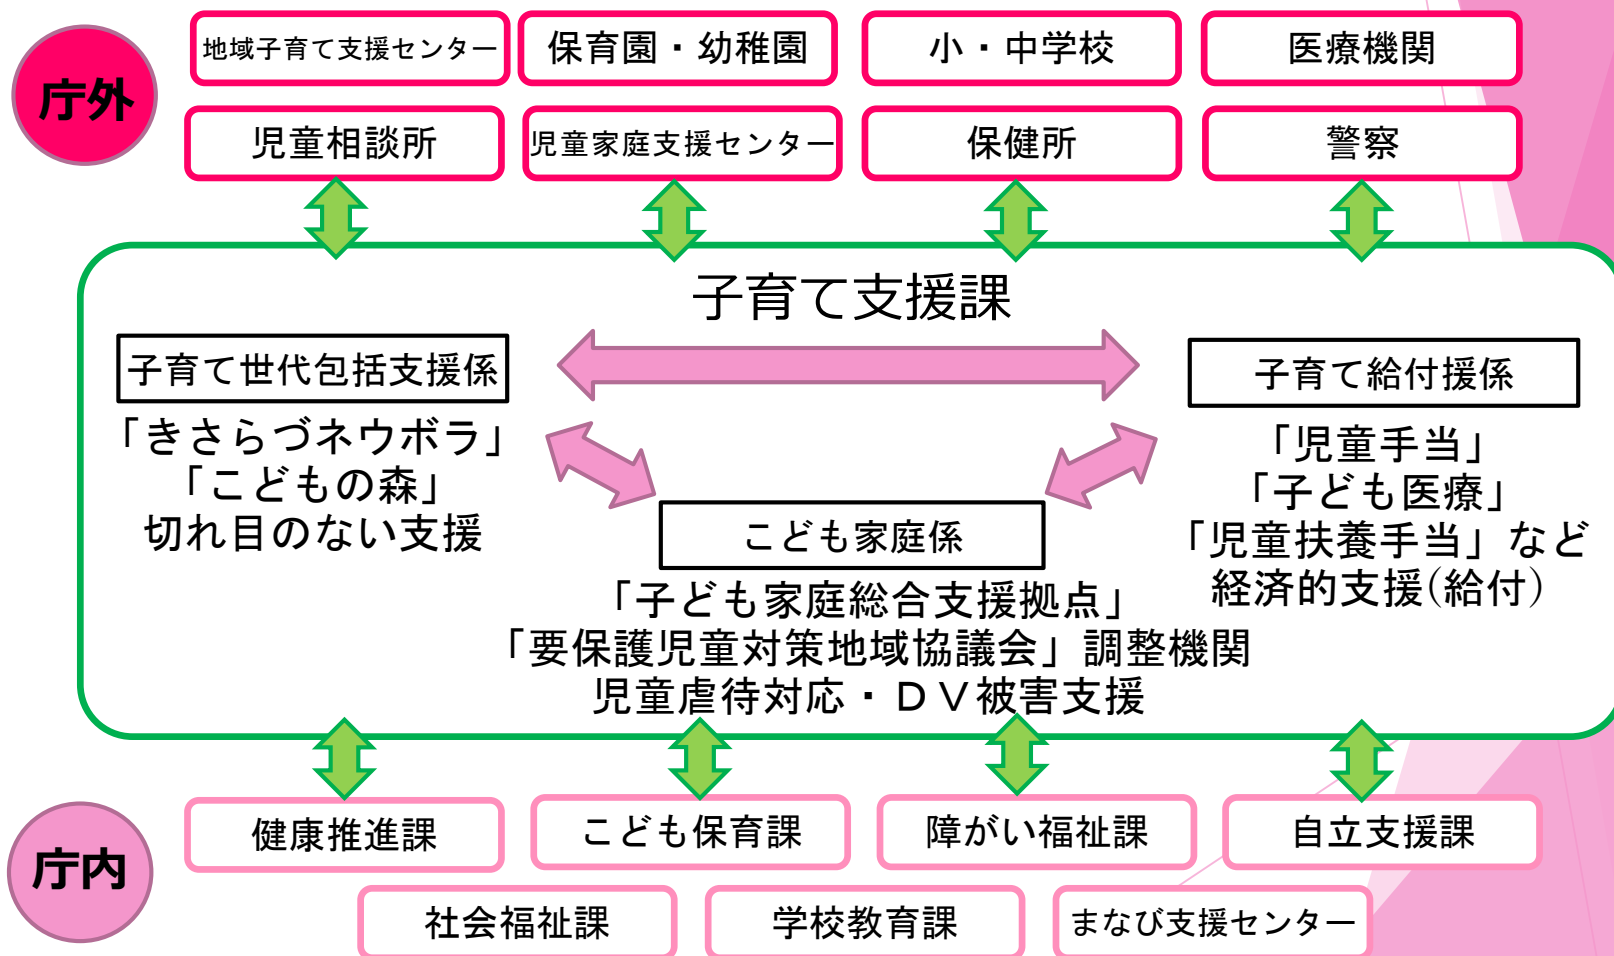 庁外
地域子育て支援センター
保育園・幼稚園
小・中学校
医療機関
児童相談所
児童家庭支援センター
保健所
警察
子育て支援課
子育て世代包括支援係
「きさらづネウボラ」
「こどもの森」
切れ目のない支援
子育て給付援係
「児童手当」
「子ども医療」
「児童扶養手当」など
経済的支援(給付)
こども家庭係
「子ども家庭総合支援拠点」
「要保護児童対策地域協議会」調整機関
児童虐待対応・ＤＶ被害支援
庁内
健康推進課
こども保育課
障がい福祉課
自立支援課
社会福祉課
学校教育課
まなび支援センター